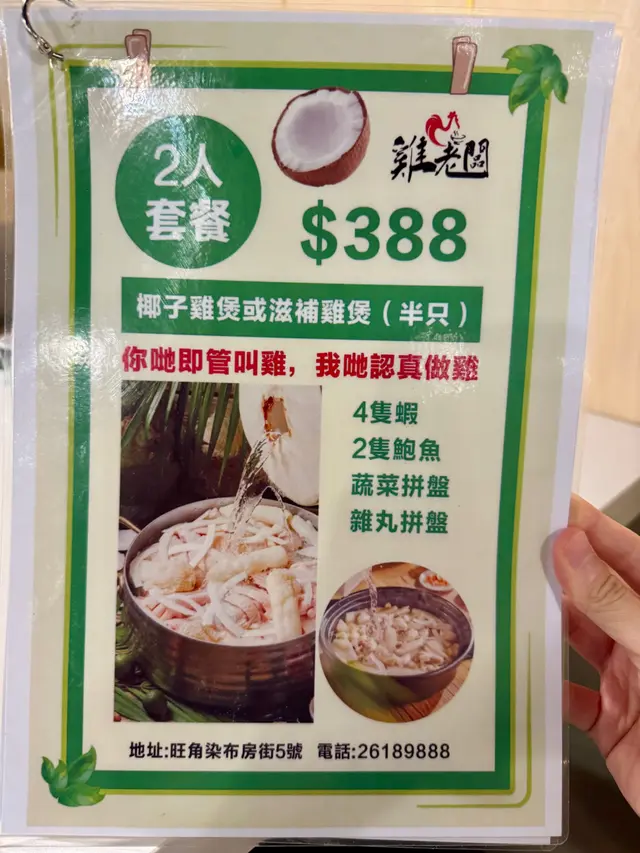 2人
套餐
雞老闆
$388
椰子雞煲或滋補雞煲（半只）
你哋即管叫雞，我哋認真做雞
4隻蝦
2隻鮑魚
蔬菜拼盤
雜丸拼盤
地址:旺角染布房街5號 電話:26189888